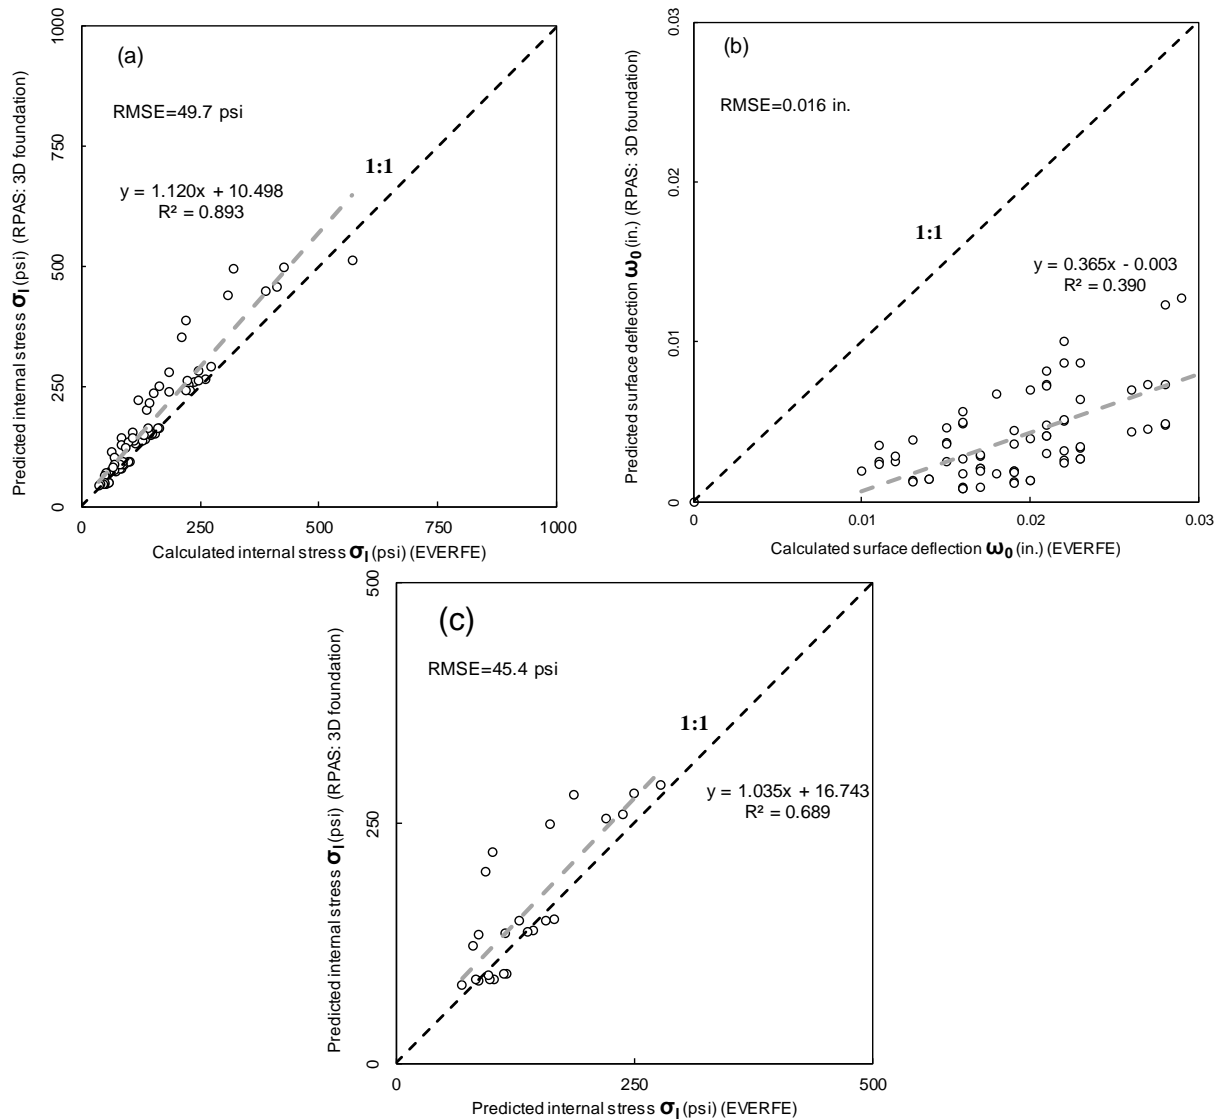 (a)
RMSE=49.7 psi
1:1
y = 1.120x + 10.498
R² = 0.893
Predicted internal stress σI (psi) (RPAS: 3D foundation)
1000
750
500
250
0
0 250 500 750 1000
Calculated internal stress σI (psi) (EVERFE)
(b)
RMSE=0.016 in.
1:1
y = 0.365x - 0.003
R² = 0.390
Predicted surface deflection ω0 (in.) (RPAS: 3D foundation)
0.03
0.02
0.01
0
0 0.01 0.02 0.03
Calculated surface deflection ω0 (in.) (EVERFE)
(c)
RMSE=45.4 psi
1:1
y = 1.035x + 16.743
R² = 0.689
Predicted internal stress σI (psi) (RPAS: 3D foundation)
500
250
0
0 250 500
Predicted internal stress σI (psi) (EVERFE)